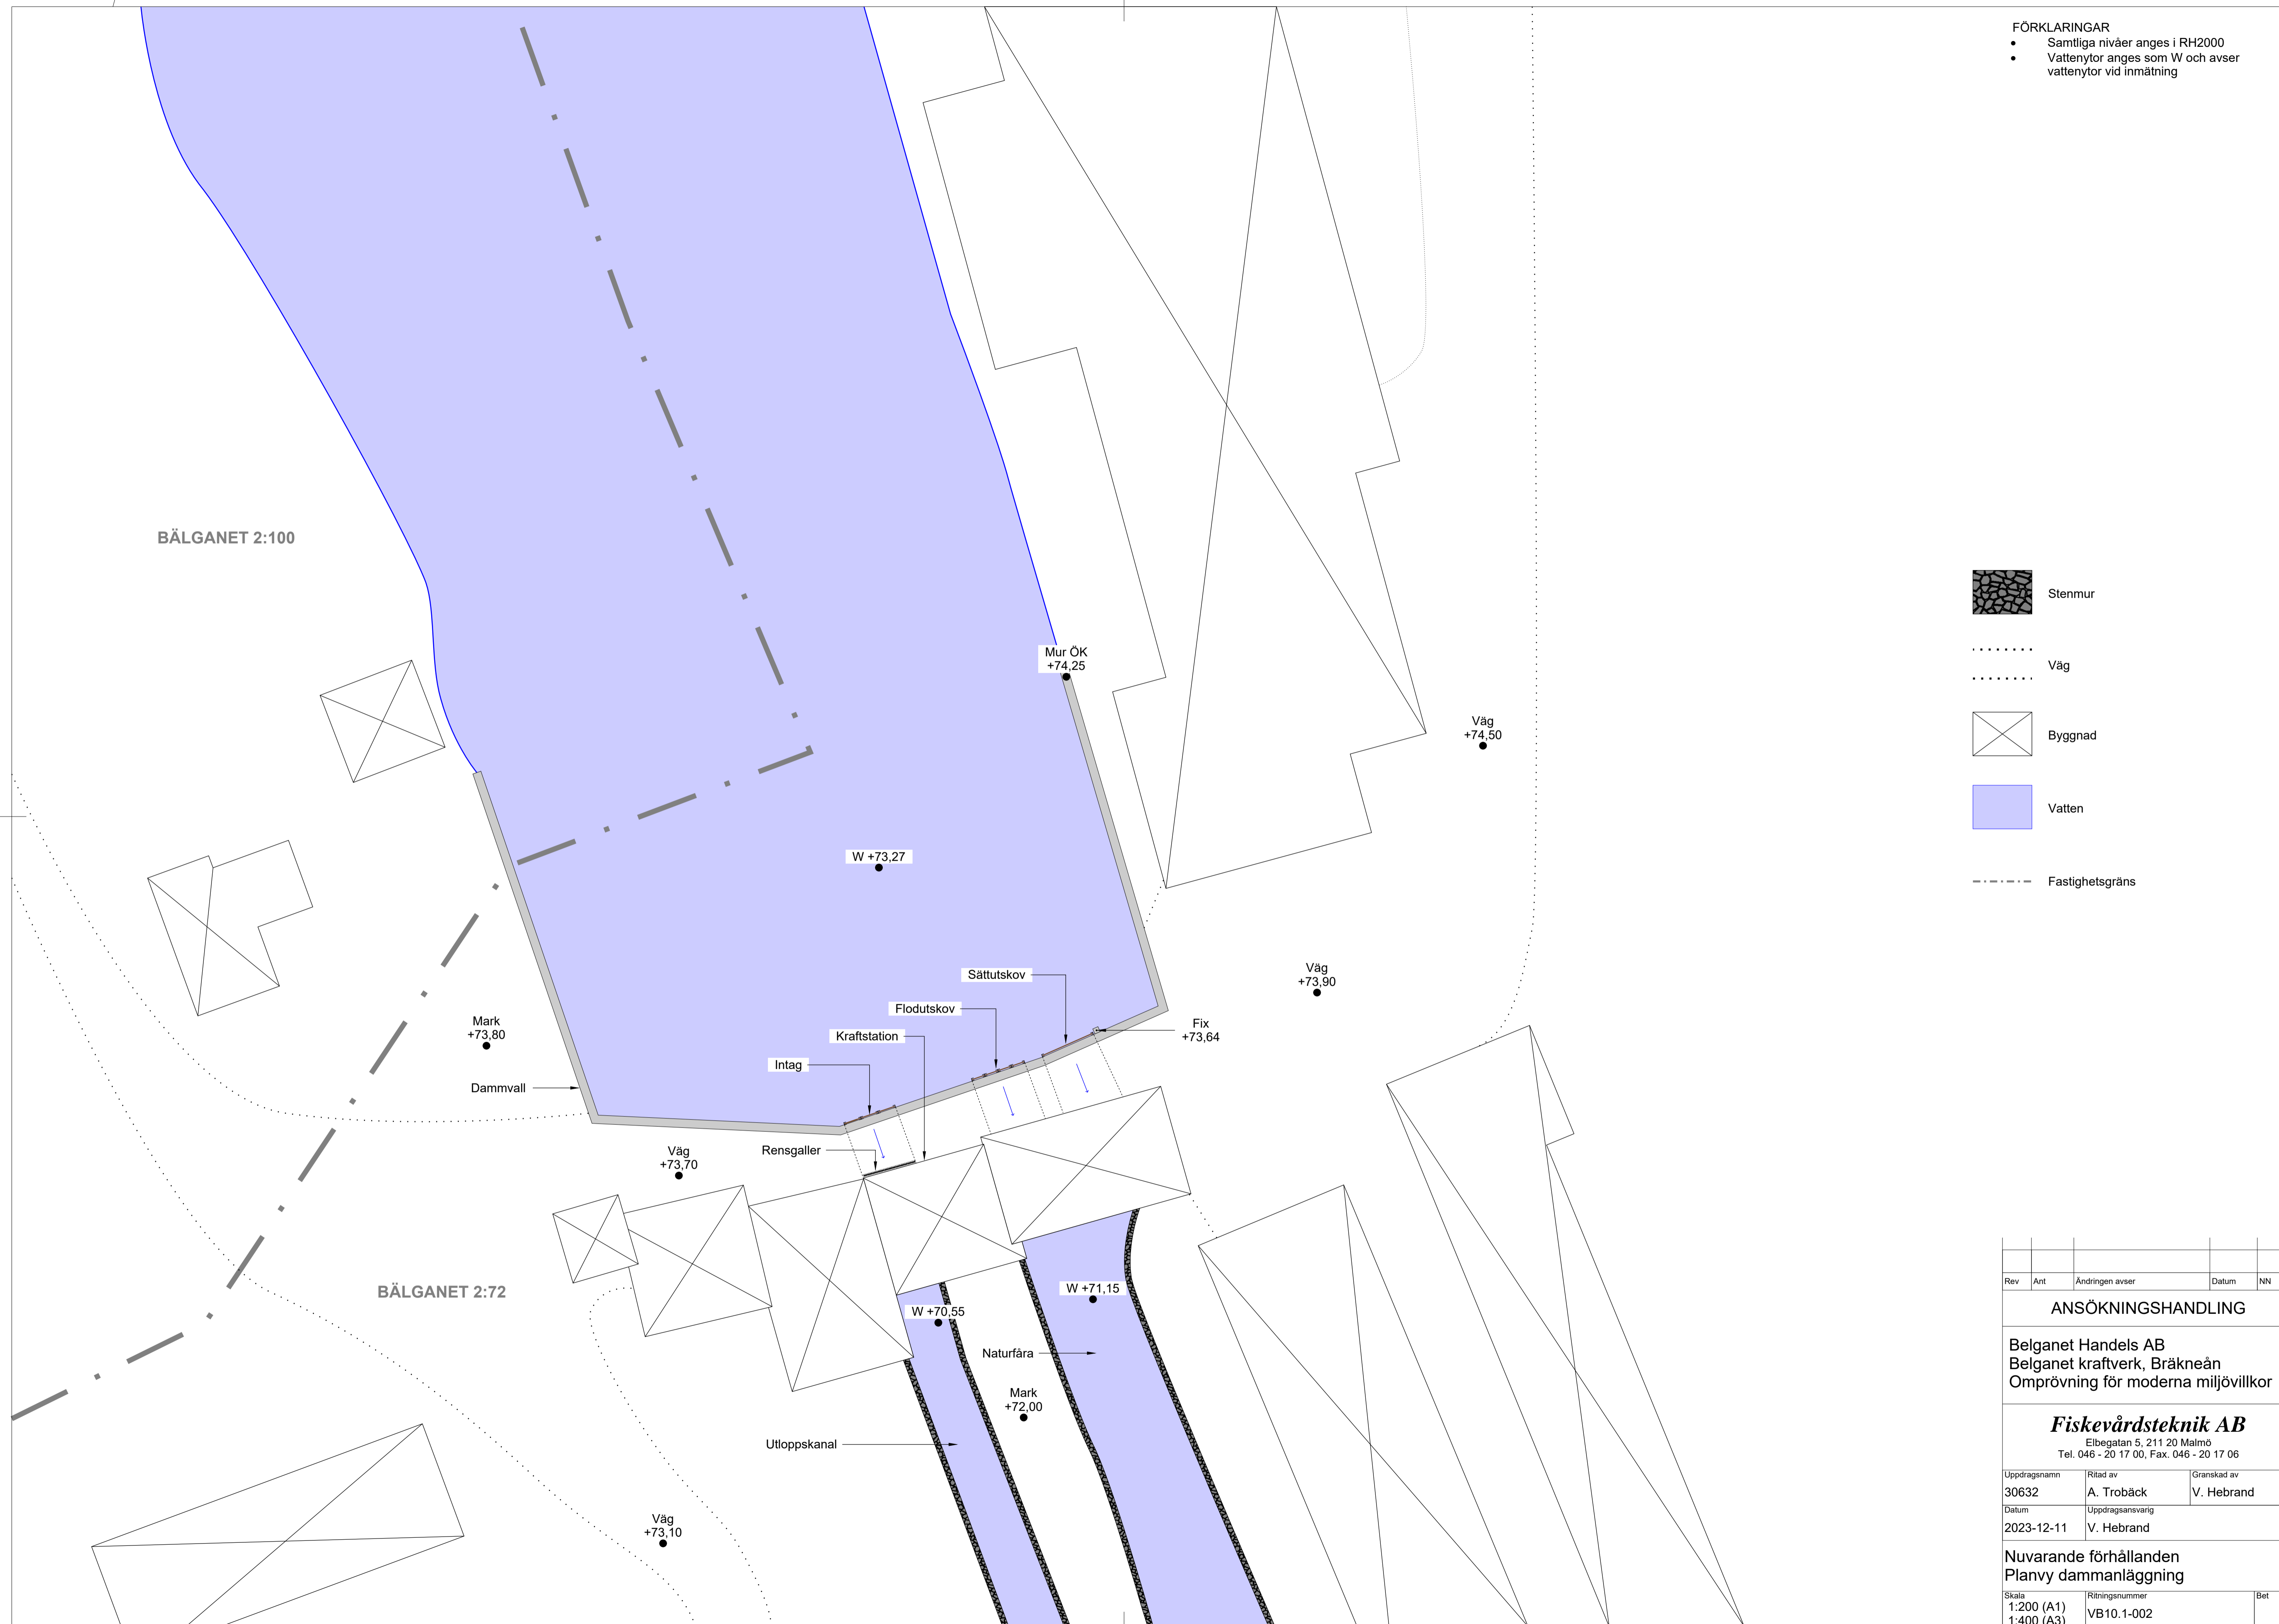 FÖRKLARINGAR
• Samtliga nivåer anges i RH2000
• Vattenytor anges som W och avser
vattenytor vid inmätning
BÄLGANET 2:100
Stenmur
Väg
Byggnad
Vatten
Fastighetsgräns
Mur ÖK
+74,25
Väg
+74,50
W +73,27
Sättutskov
Väg
+73,90
Flodutskov
Fix
+73,64
Kraftstation
Mark
+73,80
Intag
Dammvall
Väg
+73,70
Rensgaller
BÄLGANET 2:72
W +71,15
W +70,55
Naturfåra
Mark
+72,00
Utloppskanal
Väg
+73,10
Rev Ant Ändringen avser Datum NN
ANSÖKNINGSHANDLING
Belganet Handels AB
Belganet kraftverk, Bräkneån
Omprövning för moderna miljövillkor
Fiskevårdsteknik AB
Elbegatan 5, 211 20 Malmö
Tel. 046 - 20 17 00, Fax. 046 - 20 17 06
Uppdragsnamn Ritad av Granskad av
30632 A. Trobäck V. Hebrand
Datum Uppdragsansvarig
2023-12-11 V. Hebrand
Nuvarande förhållanden
Planvy dammanläggning
Skala Ritningsnummer Bet
1:200 (A1)
1:400 (A3)
VB10.1-002